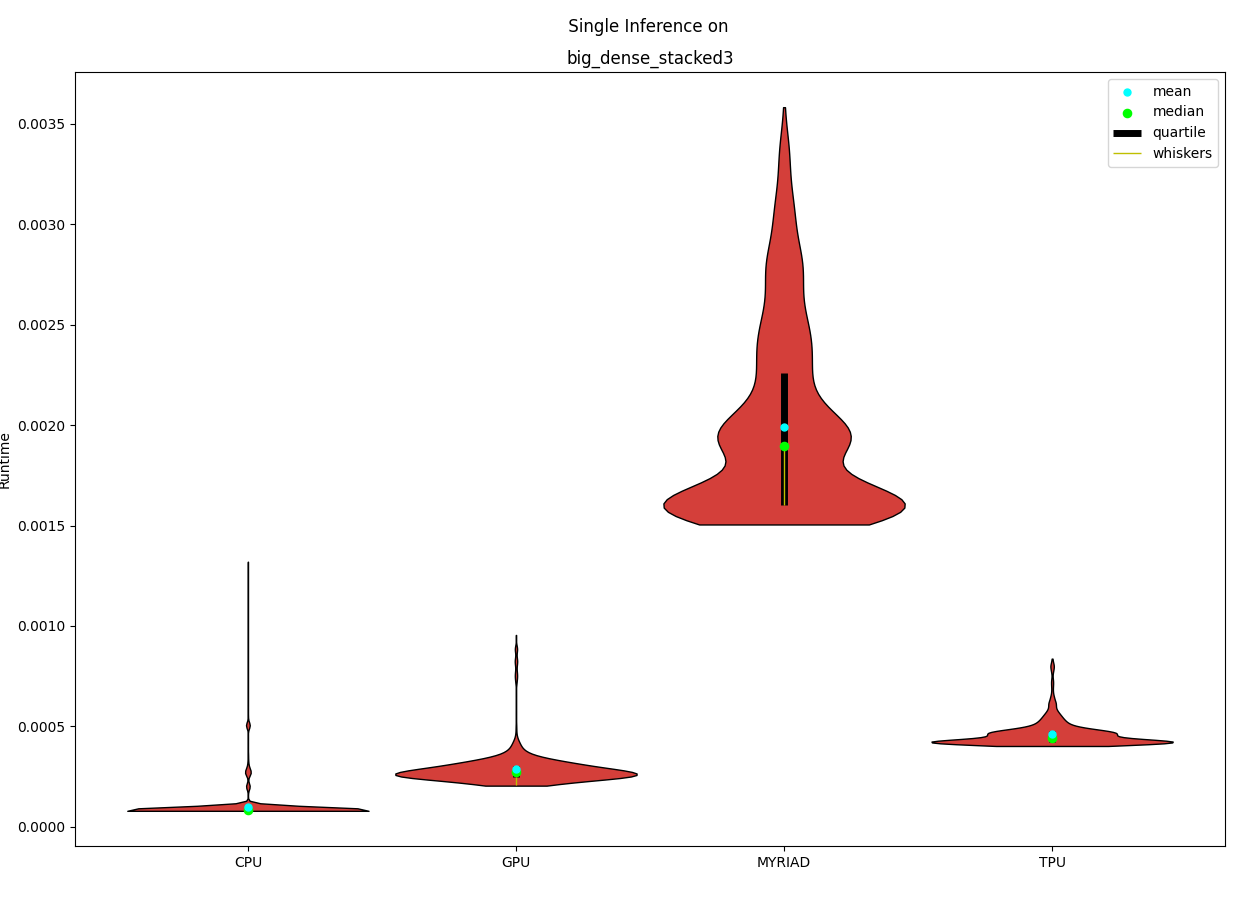 Single Inference on
big_dense_stacked3
mean
median
quartile
whiskers
0.0035
0.0030
0.0025
0.0020
0.0015
0.0010
0.0005
0.0000
Runtime
CPU
GPU
MYRIAD
TPU